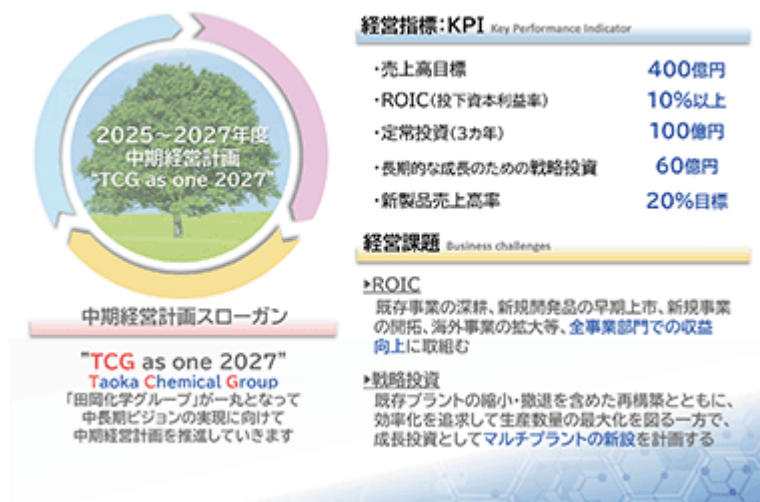 2025～2027年度
中期経営計画
"TCG as one 2027"
中期経営計画スローガン
"TCG as one 2027"
Taoka Chemical Group
「田岡化学グループ」が一丸となって
中長期ビジョンの実現に向けて
中期経営計画を推進していきます
経営指標:KPI Key Performance Indicator
・売上高目標 400億円
・ROIC(投下資本利益率) 10%以上
・定常投資(3カ年) 100億円
・長期的な成長のための戦略投資 60億円
・新製品売上高率 20%目標
経営課題 Business challenges
▸ROIC
既存事業の深耕、新規開発品の早期上市、新規事業
の開拓、海外事業の拡大等、全事業部門での収益
向上に取組む
▸戦略投資
既存プラントの縮小・撤退を含めた再構築とともに、
効率化を追求して生産数量の最大化を図る一方で、
成長投資としてマルチプラントの新設を計画する